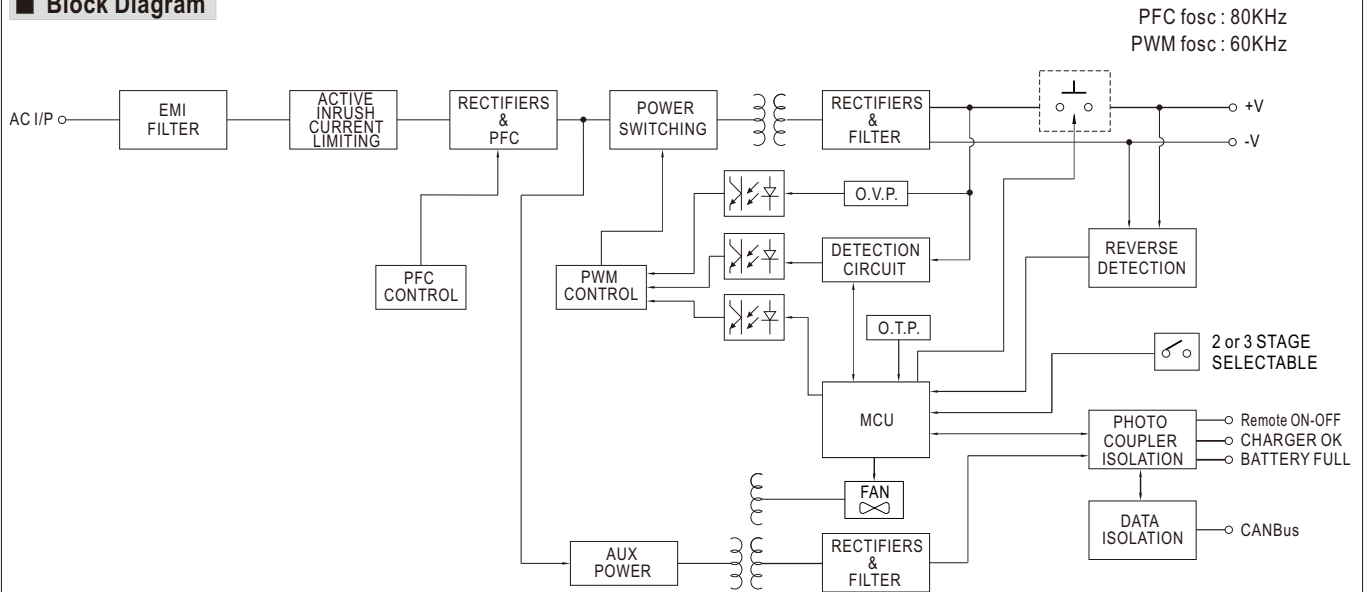 ■ Block Diagram
PFC fosc : 80KHz
PWM fosc : 60KHz
AC I/P
EMI
FILTER
ACTIVE
INRUSH
CURRENT
LIMITING
RECTIFIERS
&
PFC
POWER
SWITCHING
RECTIFIERS
&
FILTER
+V
-V
O.V.P.
DETECTION
CIRCUIT
REVERSE
DETECTION
PFC
CONTROL
PWM
CONTROL
O.T.P.
2 or 3 STAGE
SELECTABLE
MCU
PHOTO
COUPLER
ISOLATION
Remote ON-OFF
CHARGER OK
BATTERY FULL
FAN
DATA
ISOLATION
CANBus
AUX
POWER
RECTIFIERS
&
FILTER